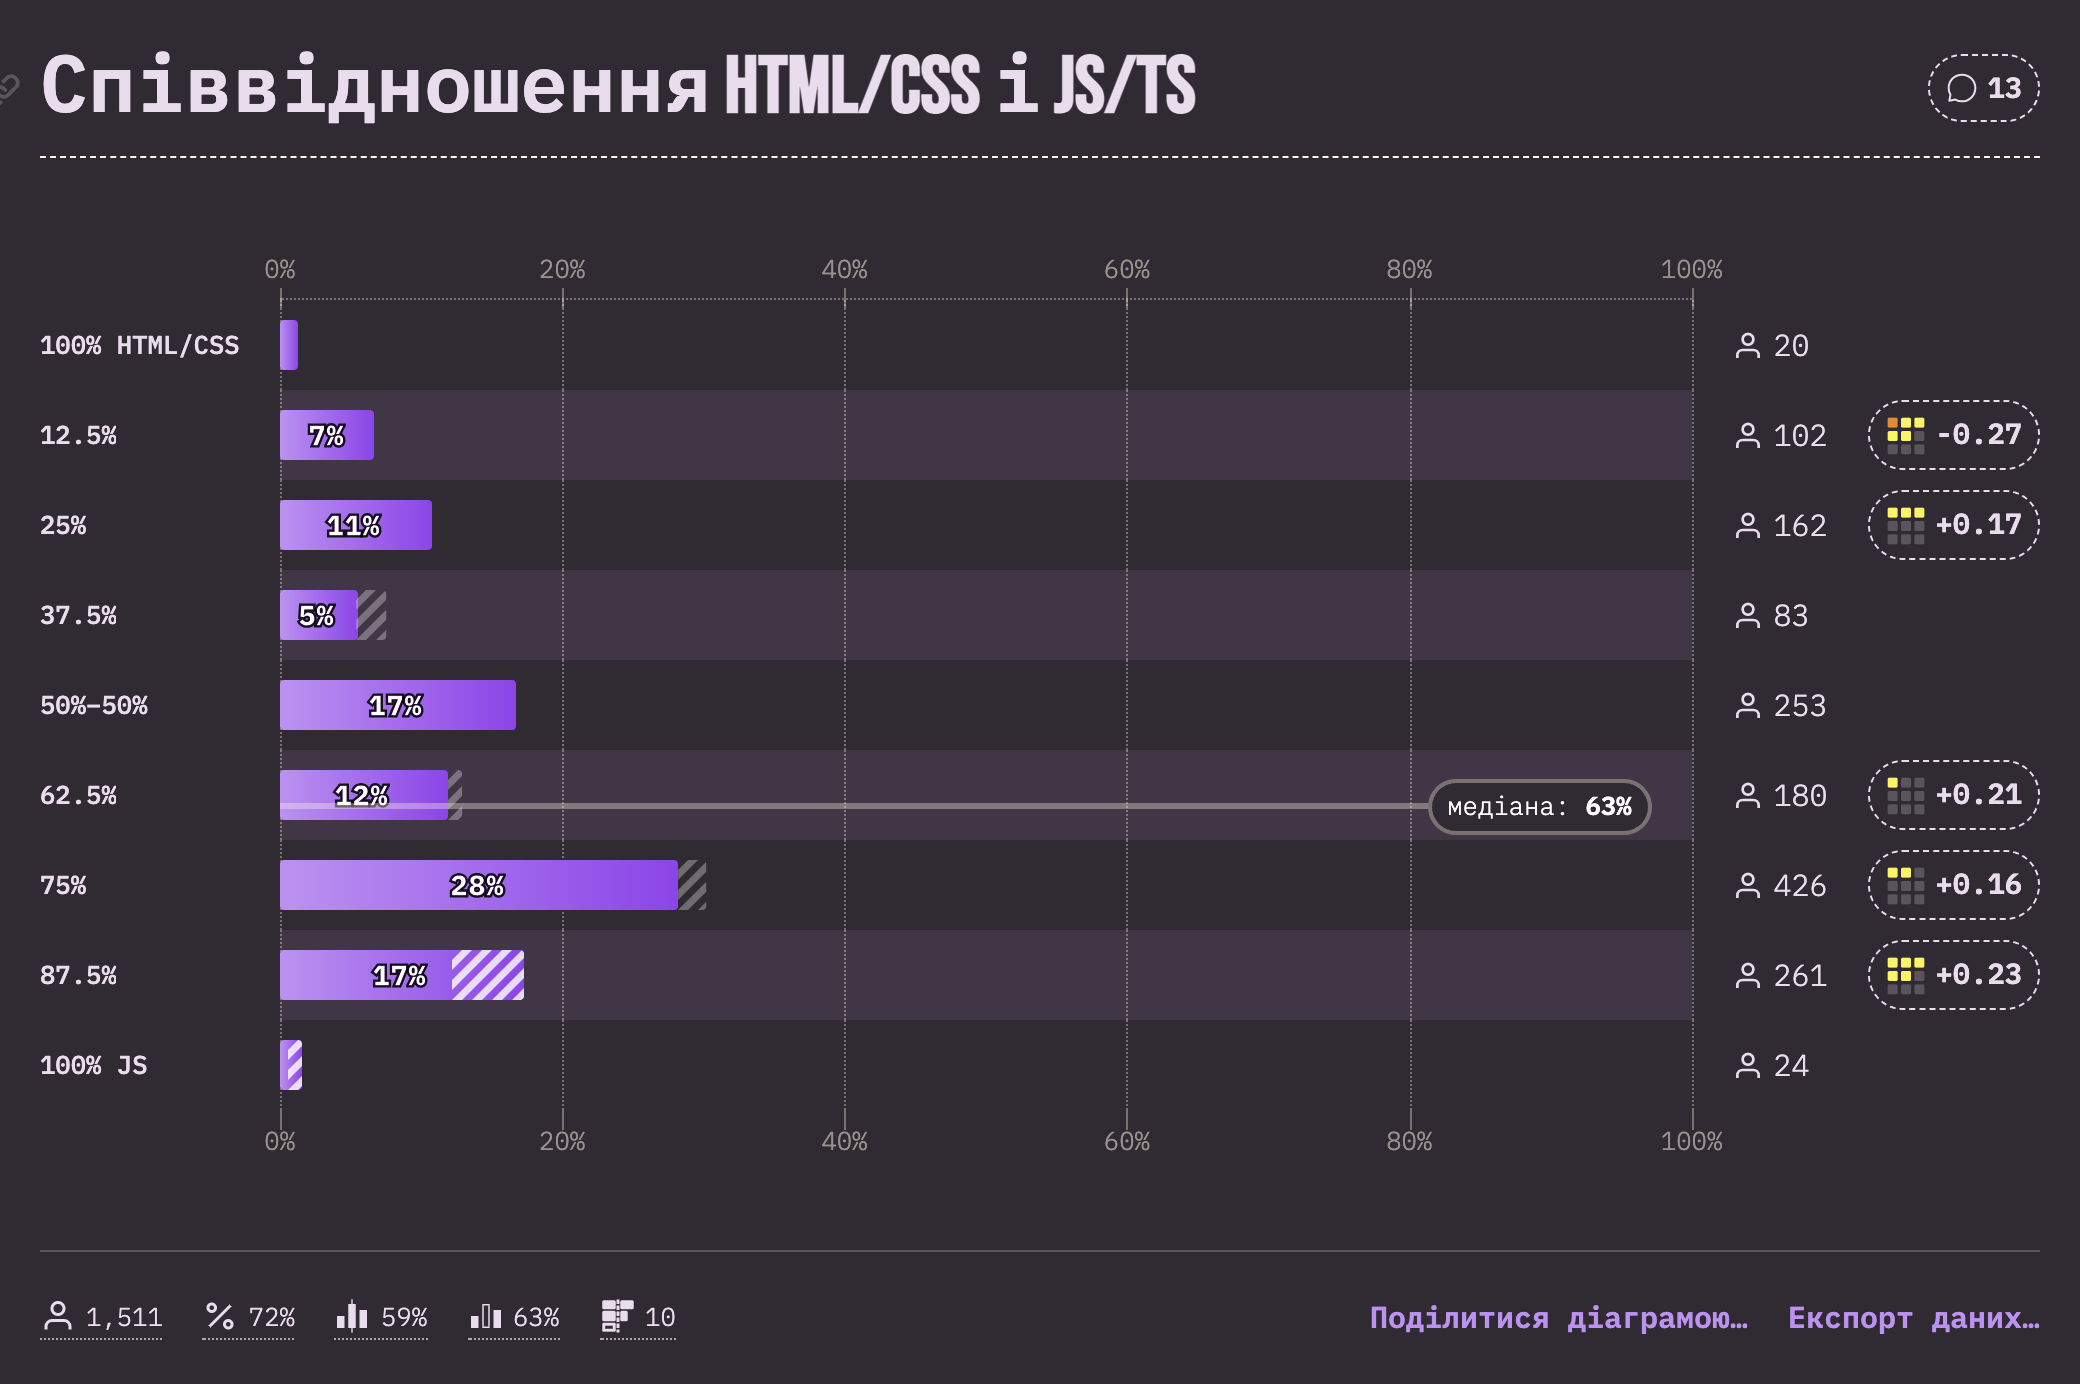 Співвідношення HTML/CSS і JS/TS
13
0% 20% 40% 60% 80% 100%
100% HTML/CSS 20
12.5% 7% 102 -0.27
25% 11% 162 +0.17
37.5% 5% 83
50%–50% 17% 253
62.5% 12% медіана: 63% 180 +0.21
75% 28% 426 +0.16
87.5% 17% 261 +0.23
100% JS 24
0% 20% 40% 60% 80% 100%
1,511 72% 59% 63% 10 Поділитися діаграмою… Експорт даних…